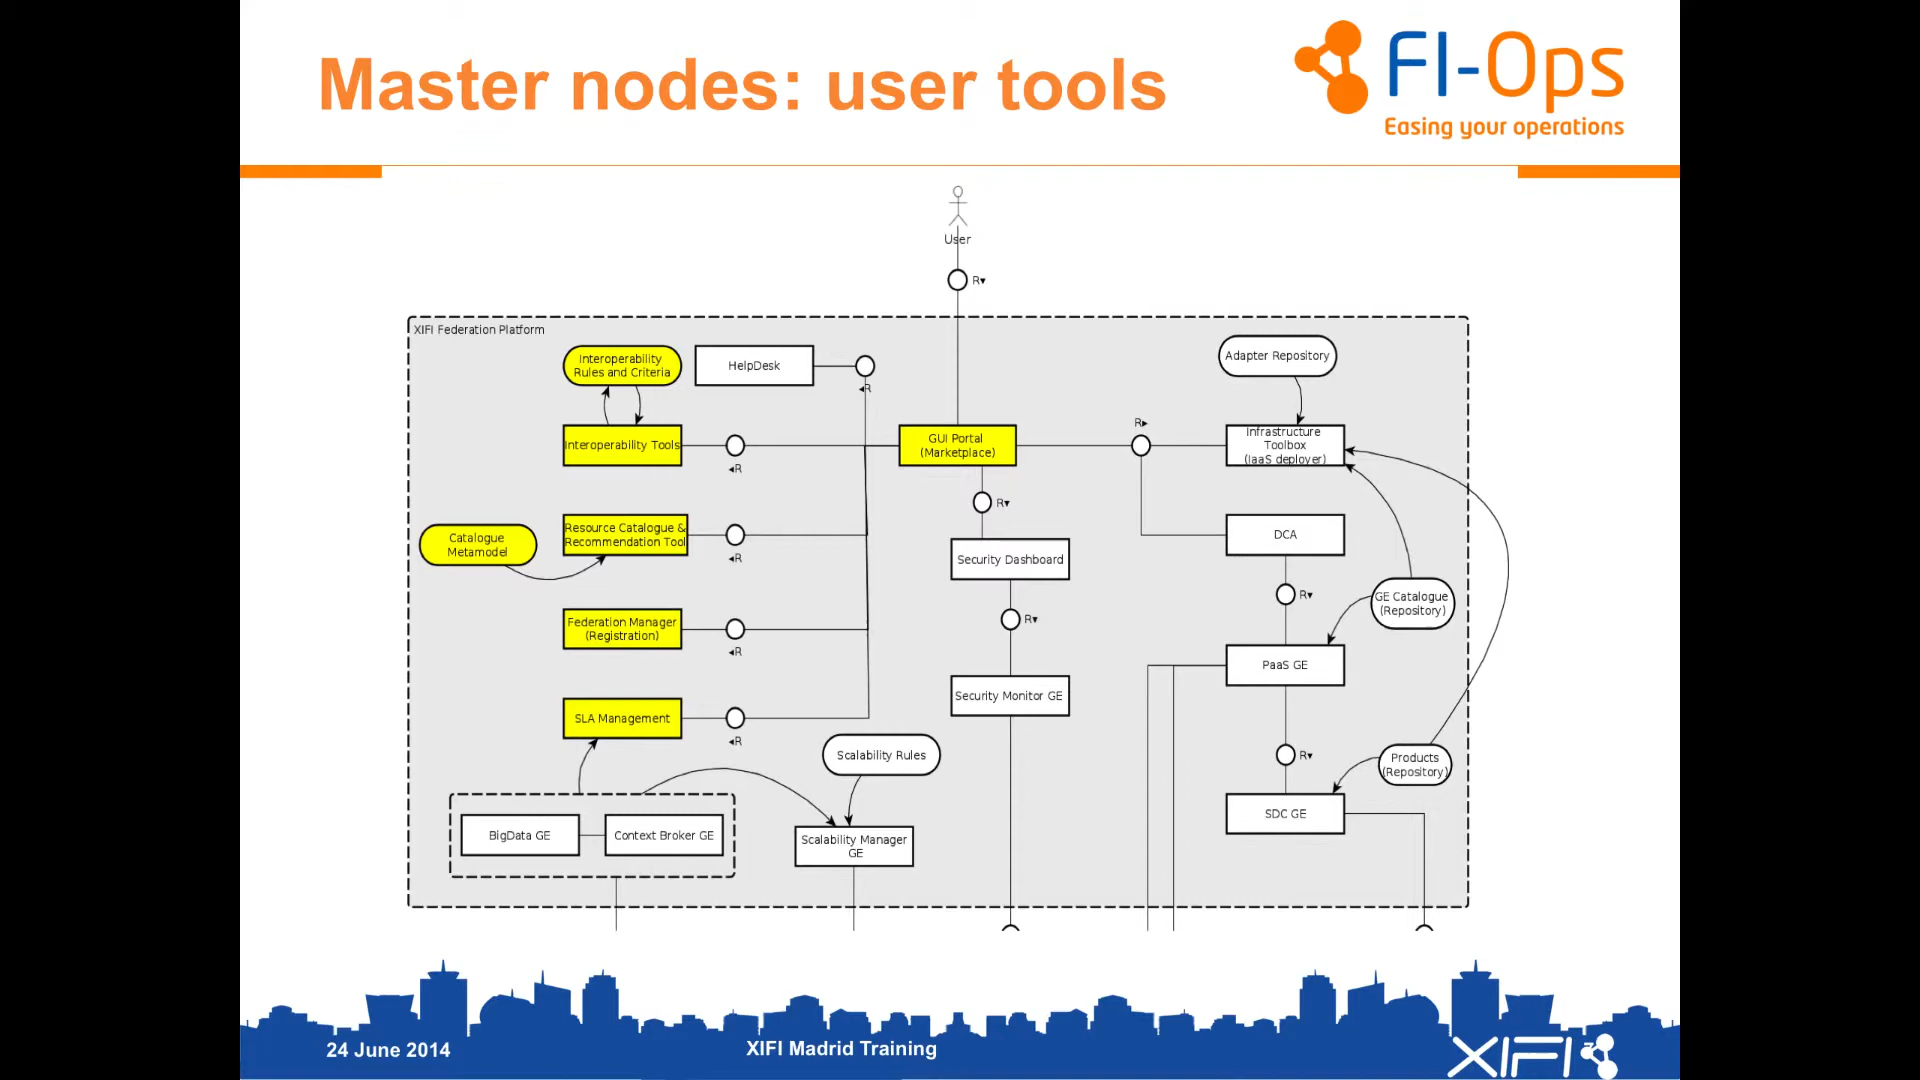 Master nodes: user tools
FI-Ops
Easing your operations
User
R▾
XIFI Federation Platform
Interoperability
Rules and Criteria
HelpDesk
◂R
Adapter Repository
Interoperability Tools
◂R
GUI Portal
(Marketplace)
R▸
Infrastructure
Toolbox
(IaaS deployer)
R▾
Catalogue
Metamodel
Resource Catalogue &
Recommendation Tool
◂R
Security Dashboard
DCA
R▾
GE Catalogue
(Repository)
Federation Manager
(Registration)
◂R
R▾
PaaS GE
Security Monitor GE
SLA Management
◂R
Scalability Rules
R▾
Products
(Repository)
BigData GE
Context Broker GE
Scalability Manager
GE
SDC GE
24 June 2014
XIFI Madrid Training
XIFI